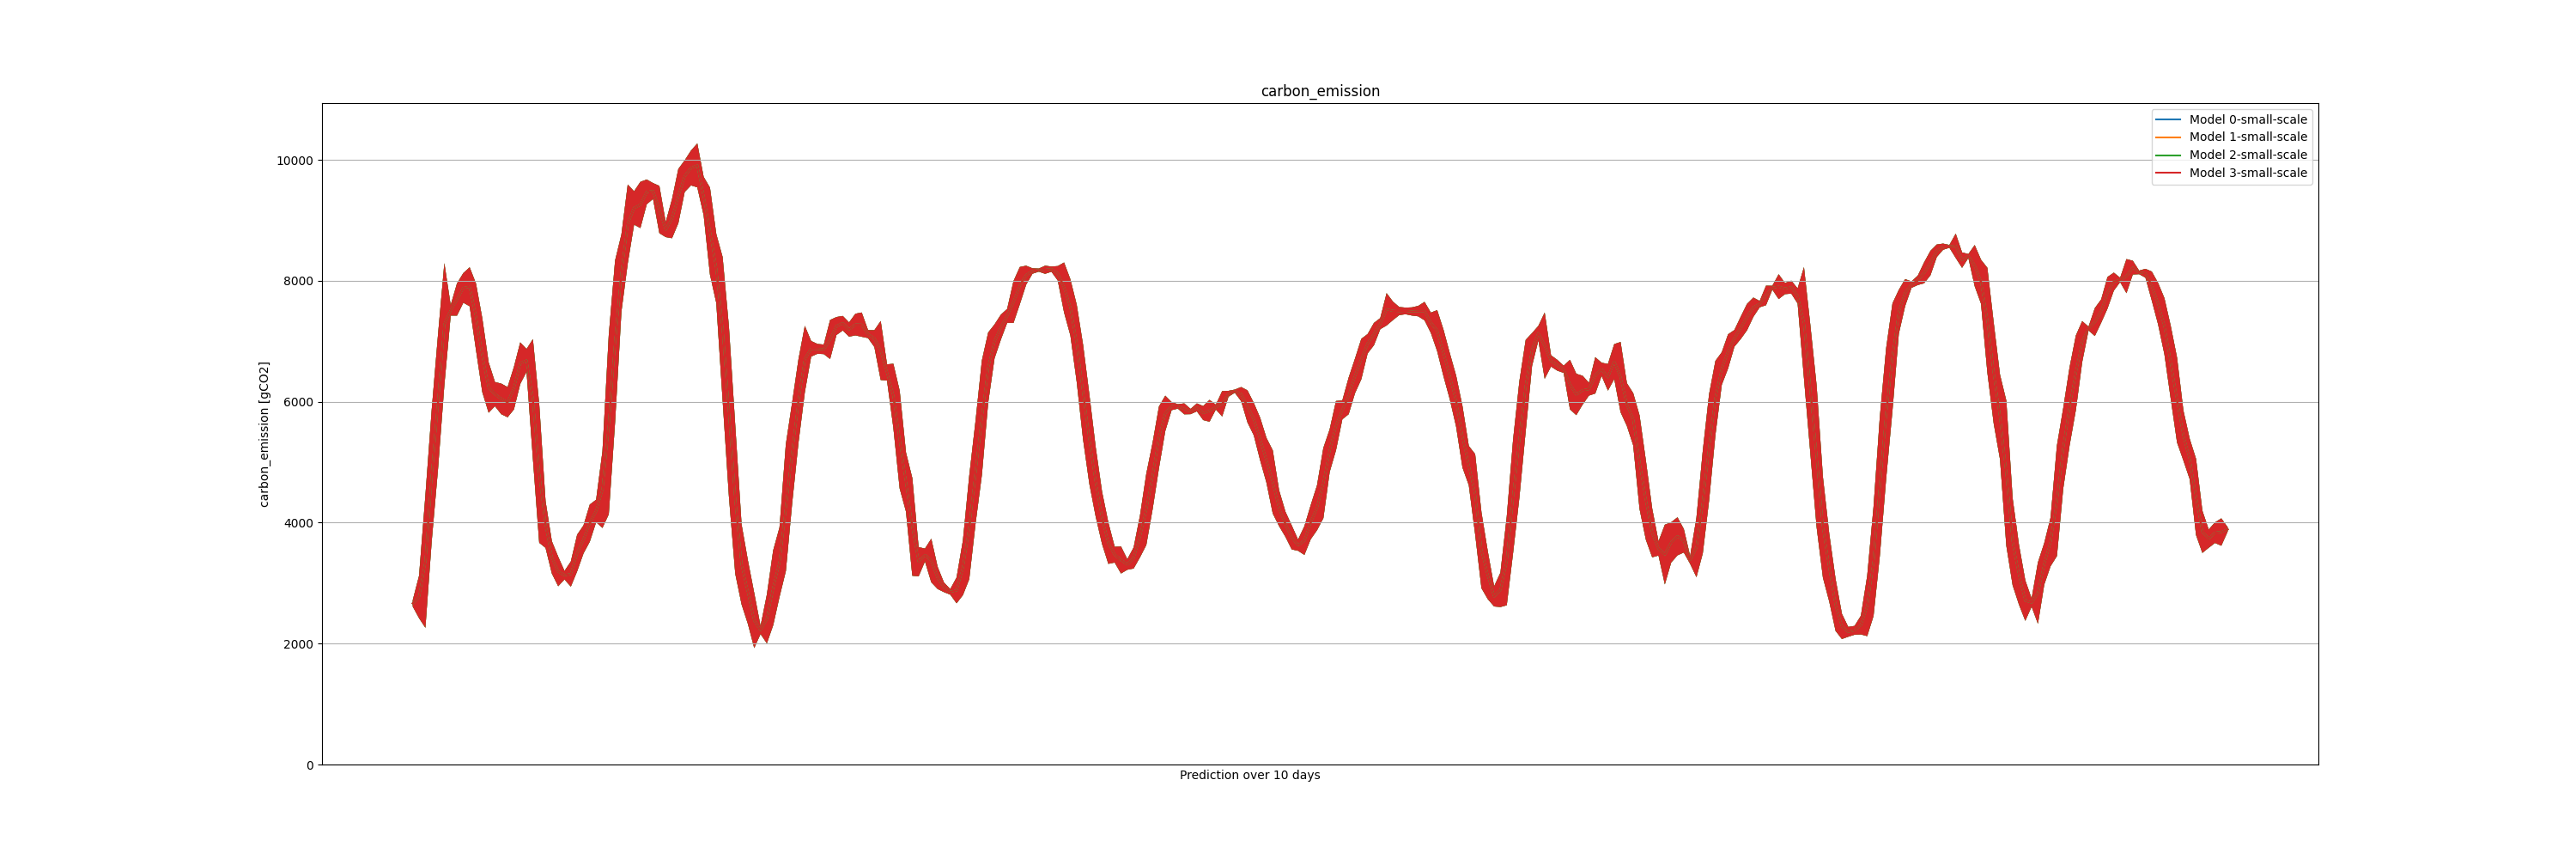 carbon_emission
Model 0-small-scale
Model 1-small-scale
Model 2-small-scale
Model 3-small-scale
10000
8000
6000
4000
2000
0
carbon_emission [gCO2]
Prediction over 10 days